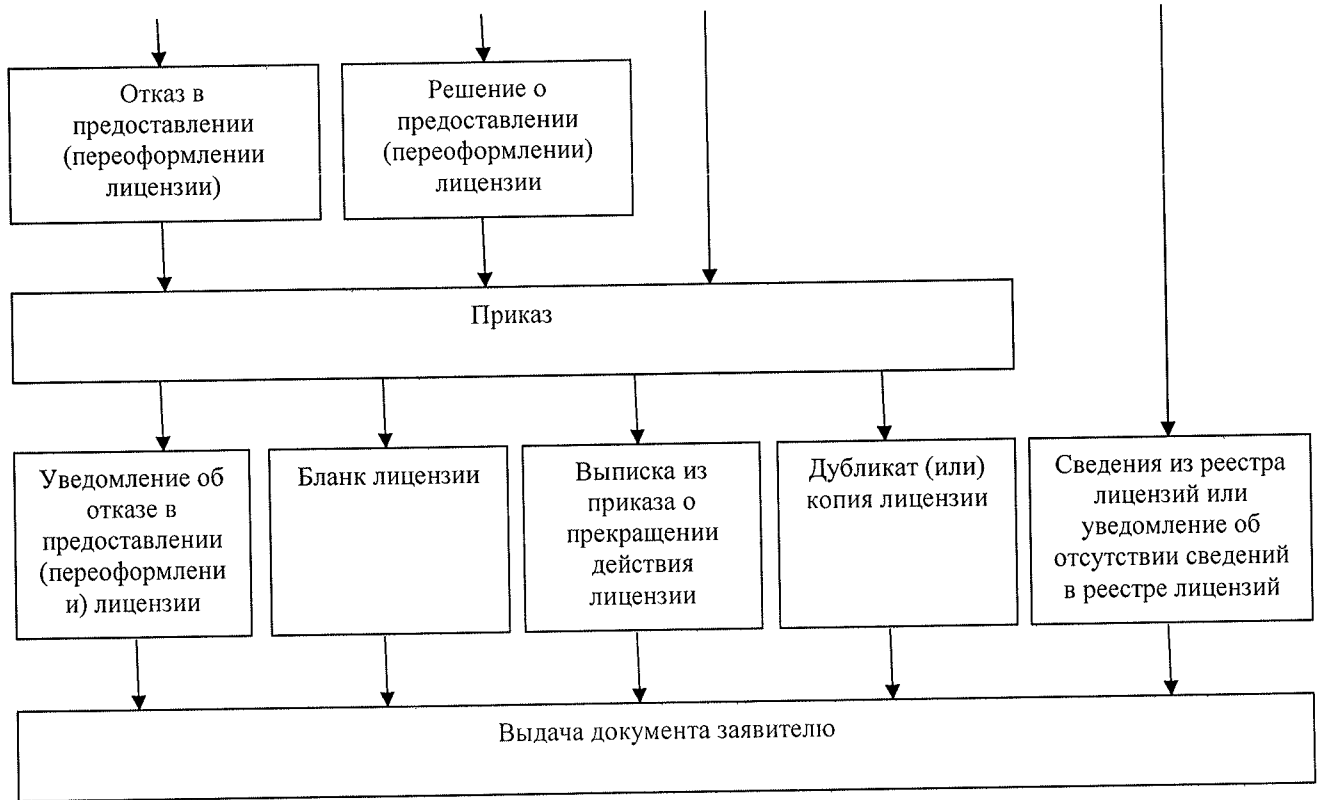 Отказ в
предоставлении
(переоформлении
лицензии)
Решение о
предоставлении
(переоформлении)
лицензии
Приказ
Уведомление об
отказе в
предоставлении
(переоформлени
и) лицензии
Бланк лицензии
Выписка из
приказа о
прекращении
действия
лицензии
Дубликат (или)
копия лицензии
Сведения из реестра
лицензий или
уведомление об
отсутствии сведений
в реестре лицензий
Выдача документа заявителю